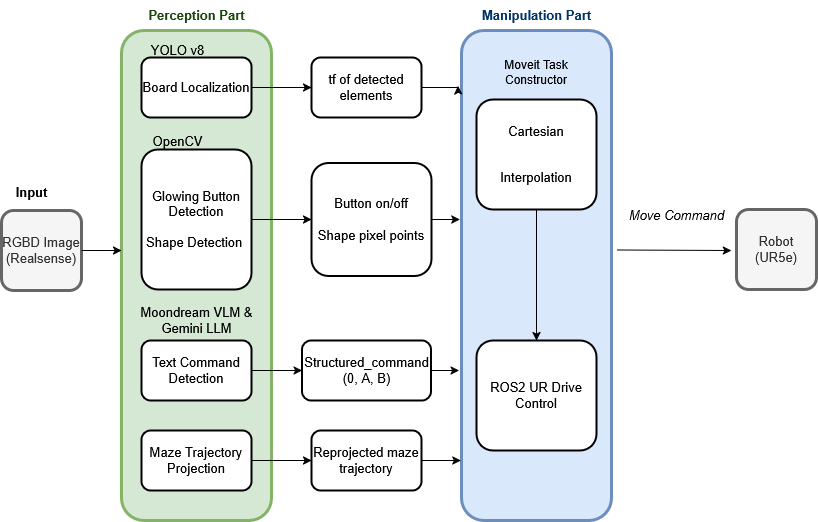 Perception Part
Manipulation Part
YOLO v8
Board Localization
tf of detected
elements
Moveit Task
Constructor
Cartesian
Interpolation
OpenCV
Glowing Button
Detection
Shape Detection
Button on/off
Shape pixel points
Input
RGBD Image
(Realsense)
Move Command
Robot
(UR5e)
Moondream VLM &
Gemini LLM
Text Command
Detection
Structured_command
(0, A, B)
ROS2 UR Drive
Control
Maze Trajectory
Projection
Reprojected maze
trajectory